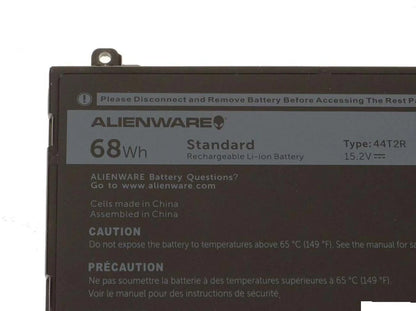 ! Please Disconnect and Remove Battery Before Accessing The Rest Pa
ALIENWARE
68Wh Standard Type: 44T2R
Rechargeable Li-ion Battery 15.2V
ALIENWARE Battery Questions?
Go to www.alienware.com
Cells made in China
Assembled in China
CAUTION
Do not expose the battery to temperatures above 65 °C (149 °F). See the manual for sa
PRÉCAUTION
Ne pas soumettre la batterie à des températures supérieures à 65 °C (149 °F).
Voir le manuel pour des instructions de sécurité.